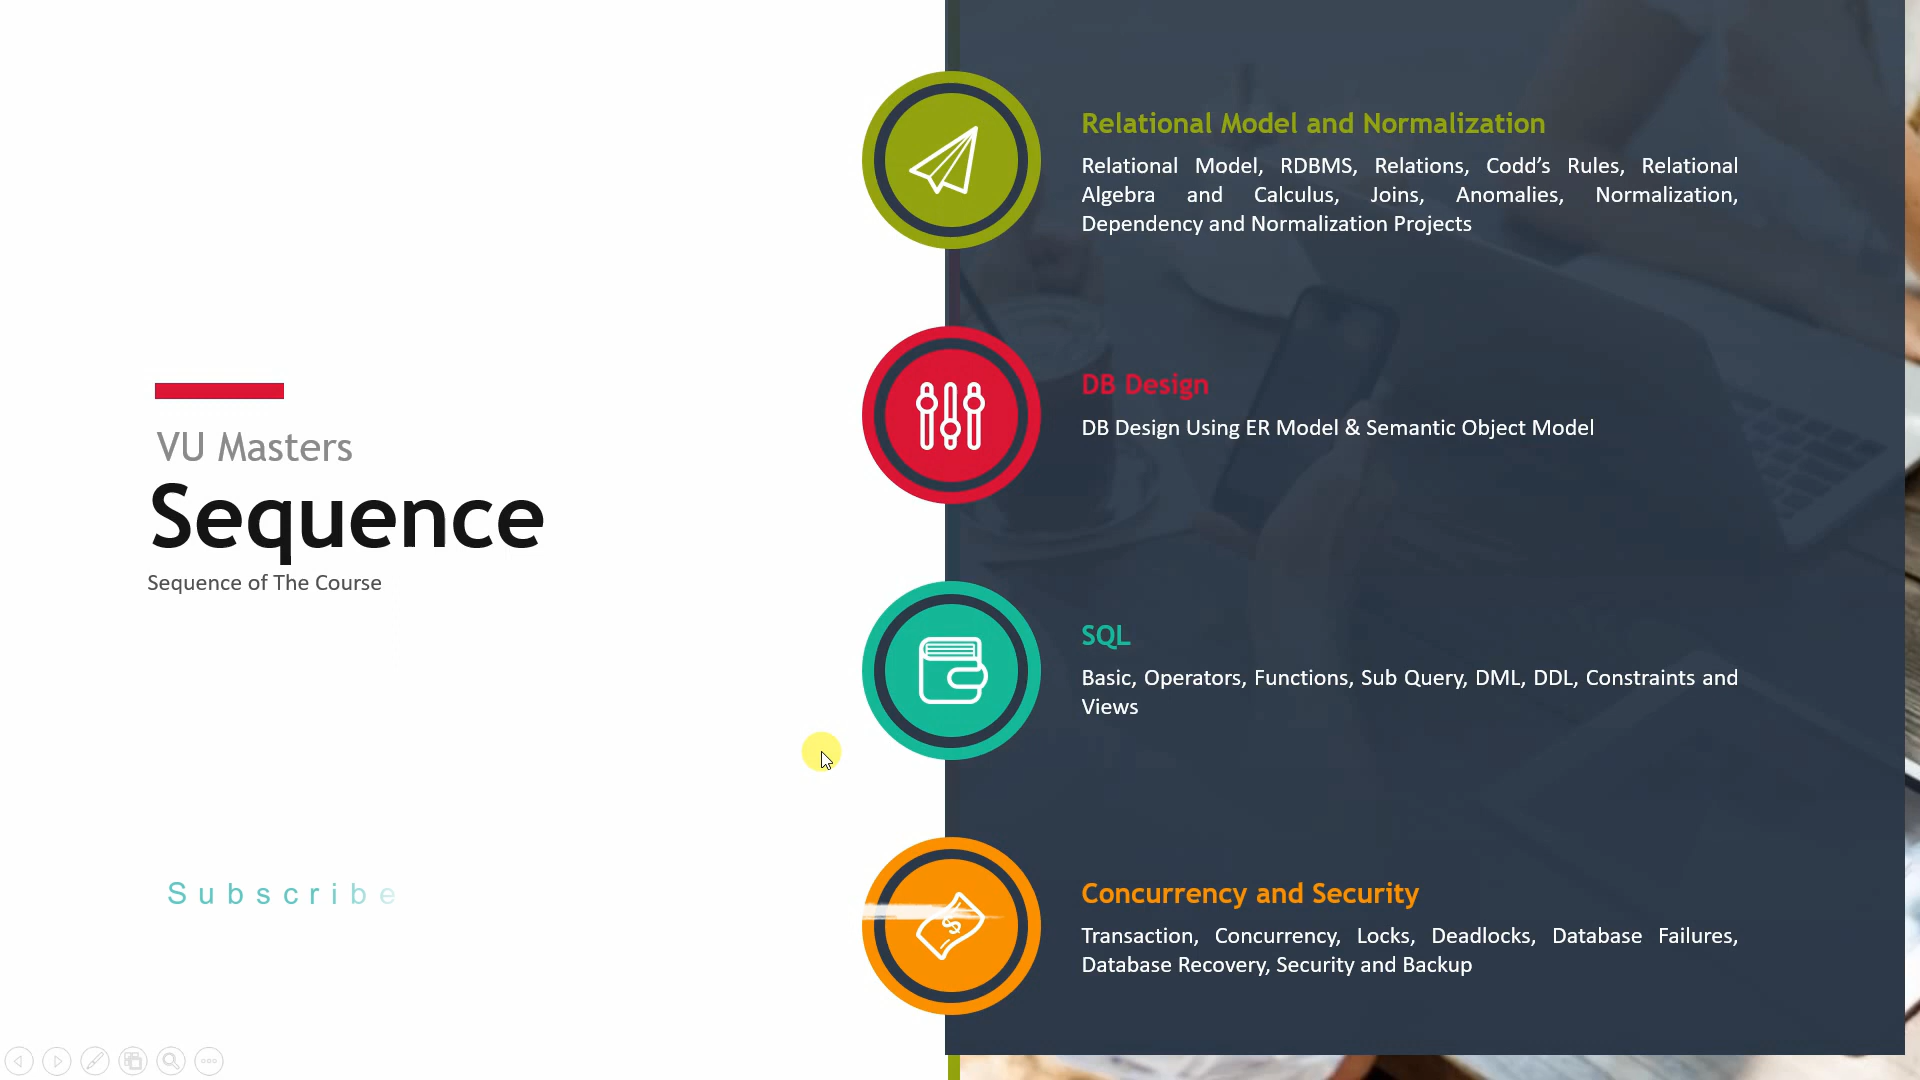 VU Masters
Sequence
Sequence of The Course
Subscribe
Relational Model and Normalization
Relational Model, RDBMS, Relations, Codd’s Rules, Relational
Algebra and Calculus, Joins, Anomalies, Normalization,
Dependency and Normalization Projects
DB Design
DB Design Using ER Model & Semantic Object Model
SQL
Basic, Operators, Functions, Sub Query, DML, DDL, Constraints and
Views
Concurrency and Security
Transaction, Concurrency, Locks, Deadlocks, Database Failures,
Database Recovery, Security and Backup